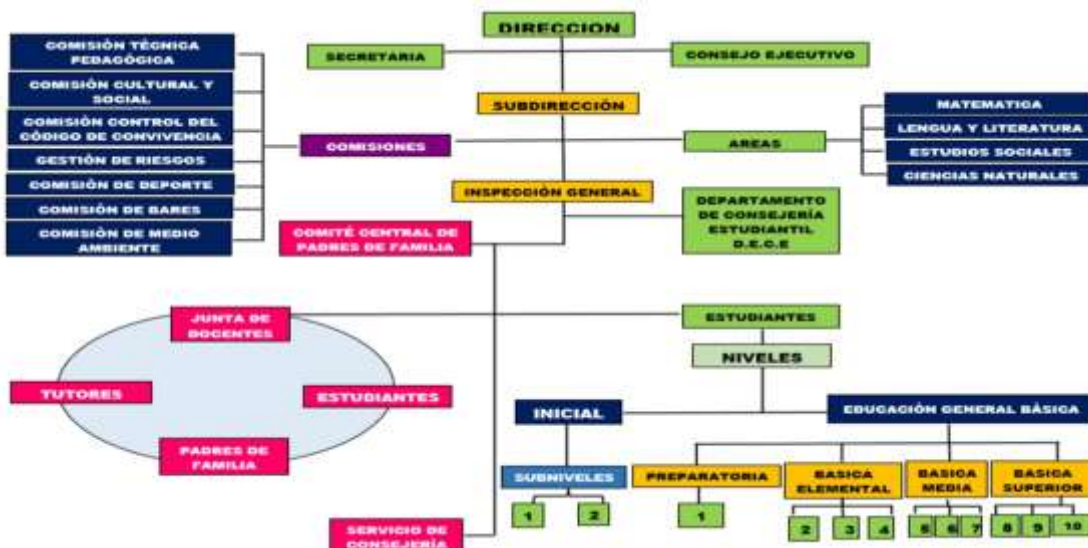 DIRECCION
SECRETARIA
CONSEJO EJECUTIVO
SUBDIRECCIÓN
COMISIÓN TÉCNICA
PEDAGÓGICA
COMISIÓN CULTURAL Y
SOCIAL
COMISIÓN CONTROL DEL
CÓDIGO DE CONVIVENCIA
GESTIÓN DE RIESGOS
COMISIÓN DE DEPORTE
COMISIÓN DE BARES
COMISIÓN DE MEDIO
AMBIENTE
COMISIONES
AREAS
MATEMATICA
LENGUA Y LITERATURA
ESTUDIOS SOCIALES
CIENCIAS NATURALES
INSPECCIÓN GENERAL
DEPARTAMENTO
DE CONSEJERÍA
ESTUDIANTIL
D.E.C.E
COMITÉ CENTRAL DE
PADRES DE FAMILIA
JUNTA DE
DOCENTES
TUTORES
ESTUDIANTES
PADRES DE
FAMILIA
ESTUDIANTES
NIVELES
INICIAL
EDUCACIÓN GENERAL BÀSICA
SUBNIVELES
PREPARATORIA
BASICA
ELEMENTAL
BASICA
MEDIA
BASICA
SUPERIOR
1
2
1
2
3
4
5
6
7
8
9
10
SERVICIO DE
CONSEJERÍA